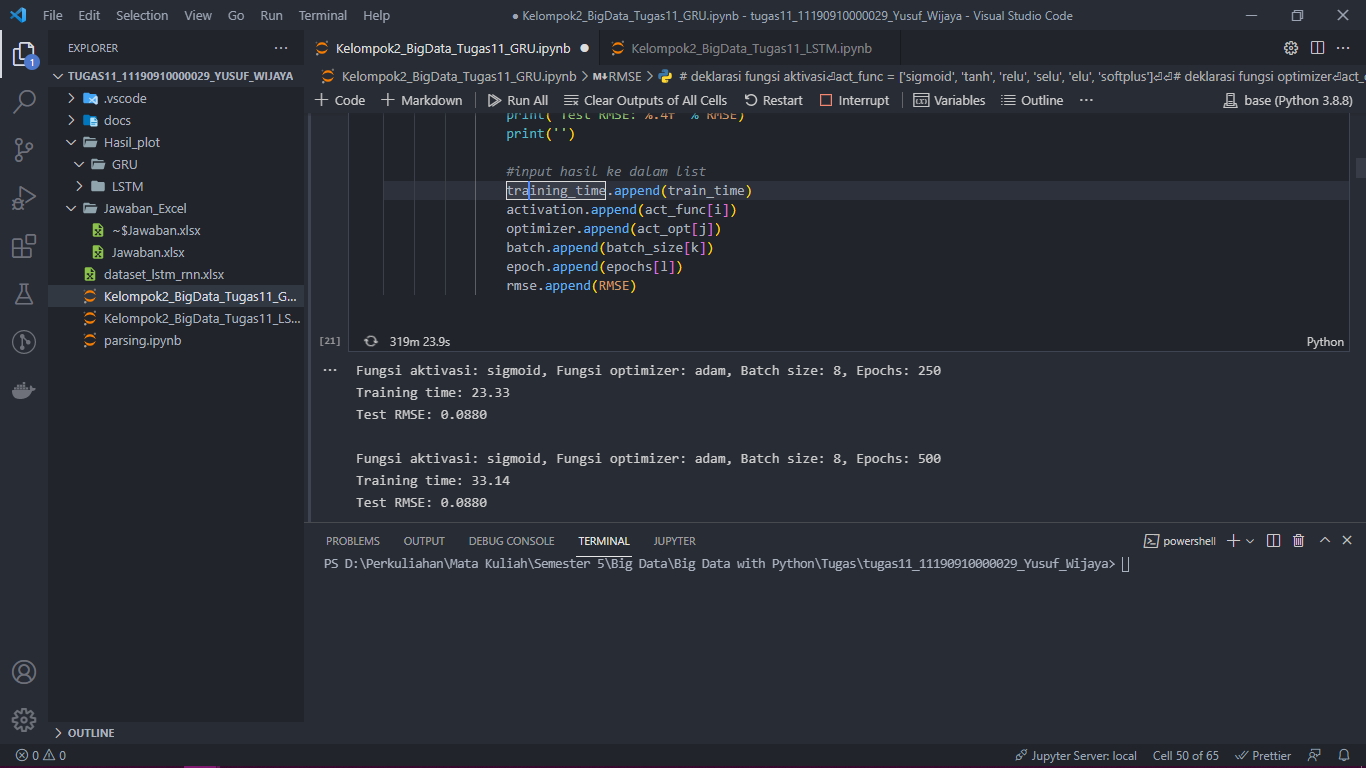 File Edit Selection View Go Run Terminal Help
● Kelompok2_BigData_Tugas11_GRU.ipynb - tugas11_11190910000029_Yusuf_Wijaya - Visual Studio Code
EXPLORER
1
TUGAS11_11190910000029_YUSUF_WIJAYA
.vscode
docs
Hasil_plot
GRU
LSTM
Jawaban_Excel
~$Jawaban.xlsx
Jawaban.xlsx
dataset_lstm_rnn.xlsx
Kelompok2_BigData_Tugas11_G...
Kelompok2_BigData_Tugas11_LS...
parsing.ipynb
OUTLINE
Kelompok2_BigData_Tugas11_GRU.ipynb ●
Kelompok2_BigData_Tugas11_LSTM.ipynb
Kelompok2_BigData_Tugas11_GRU.ipynb > M↓RMSE > # deklarasi fungsi aktivasi⏎act_func = ['sigmoid', 'tanh', 'relu', 'selu', 'elu', 'softplus']⏎⏎# deklarasi fungsi optimizer⏎act_
+ Code + Markdown Run All Clear Outputs of All Cells Restart Interrupt Variables Outline ... base (Python 3.8.8)
print('Test RMSE: %.4f' % RMSE)
print('')
#input hasil ke dalam list
training_time.append(train_time)
activation.append(act_func[i])
optimizer.append(act_opt[j])
batch.append(batch_size[k])
epoch.append(epochs[l])
rmse.append(RMSE)
[21] 319m 23.9s Python
Fungsi aktivasi: sigmoid, Fungsi optimizer: adam, Batch size: 8, Epochs: 250
Training time: 23.33
Test RMSE: 0.0880
Fungsi aktivasi: sigmoid, Fungsi optimizer: adam, Batch size: 8, Epochs: 500
Training time: 33.14
Test RMSE: 0.0880
PROBLEMS OUTPUT DEBUG CONSOLE TERMINAL JUPYTER
powershell
PS D:\Perkuliahan\Mata Kuliah\Semester 5\Big Data\Big Data with Python\Tugas\tugas11_11190910000029_Yusuf_Wijaya>
0 0
Jupyter Server: local Cell 50 of 65 Prettier